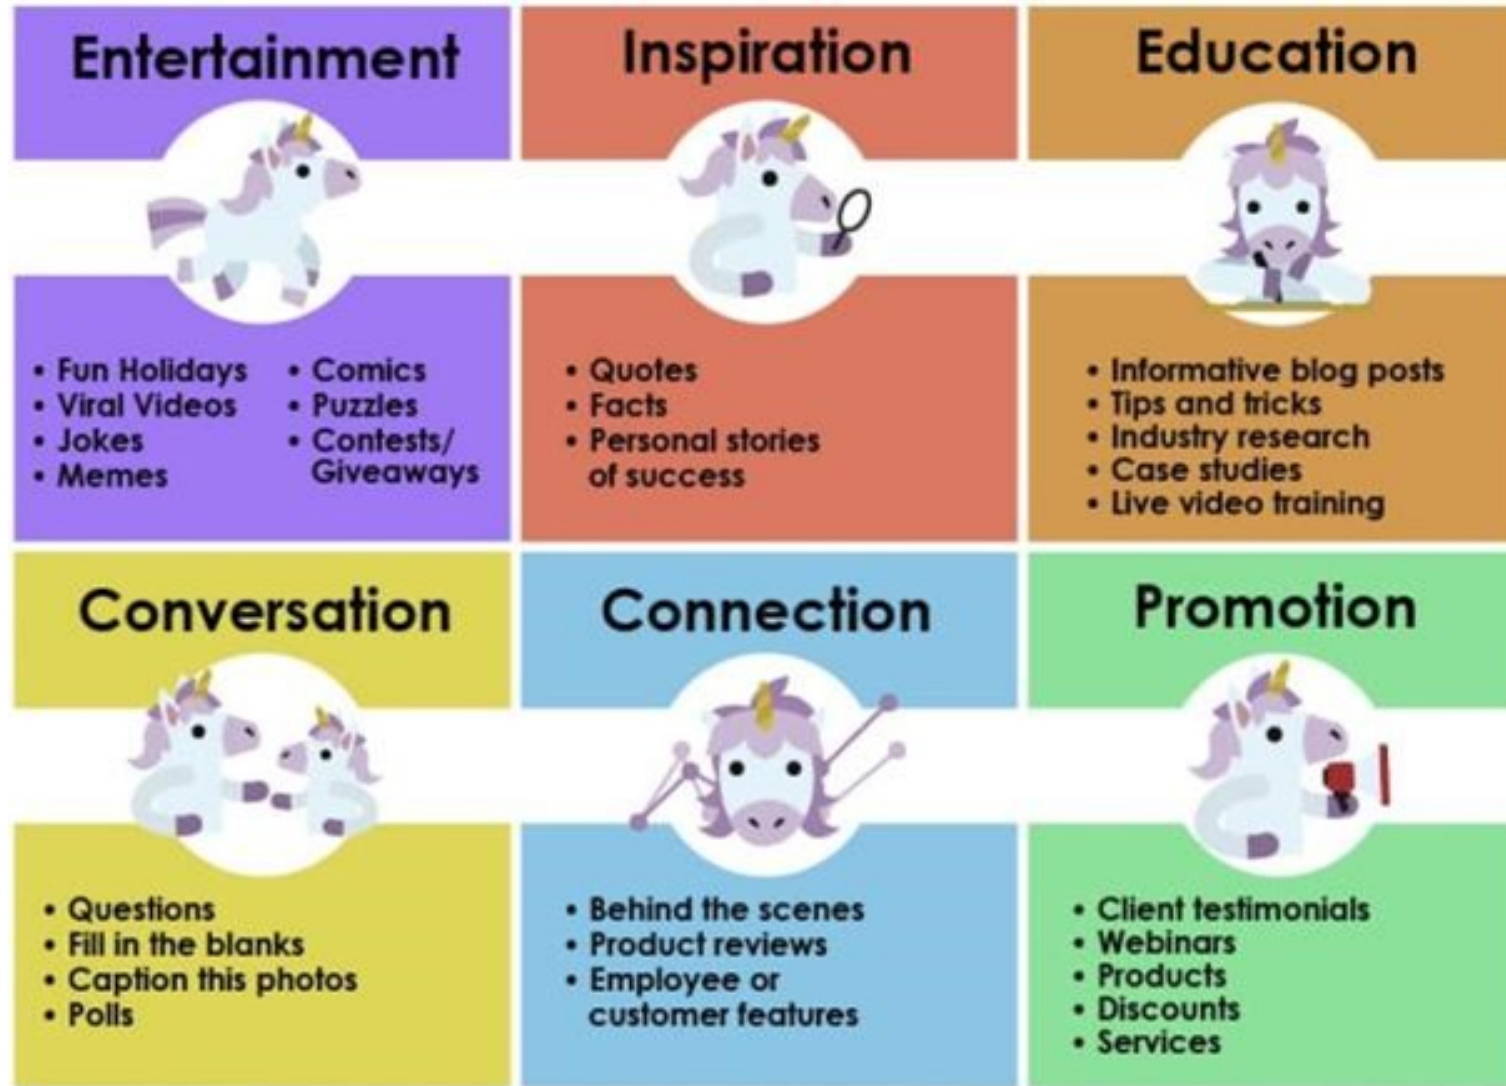 Entertainment
• Fun Holidays
• Viral Videos
• Jokes
• Memes
• Comics
• Puzzles
• Contests/
Giveaways
Inspiration
• Quotes
• Facts
• Personal stories
of success
Education
• Informative blog posts
• Tips and tricks
• Industry research
• Case studies
• Live video training
Conversation
• Questions
• Fill in the blanks
• Caption this photos
• Polls
Connection
• Behind the scenes
• Product reviews
• Employee or
customer features
Promotion
• Client testimonials
• Webinars
• Products
• Discounts
• Services